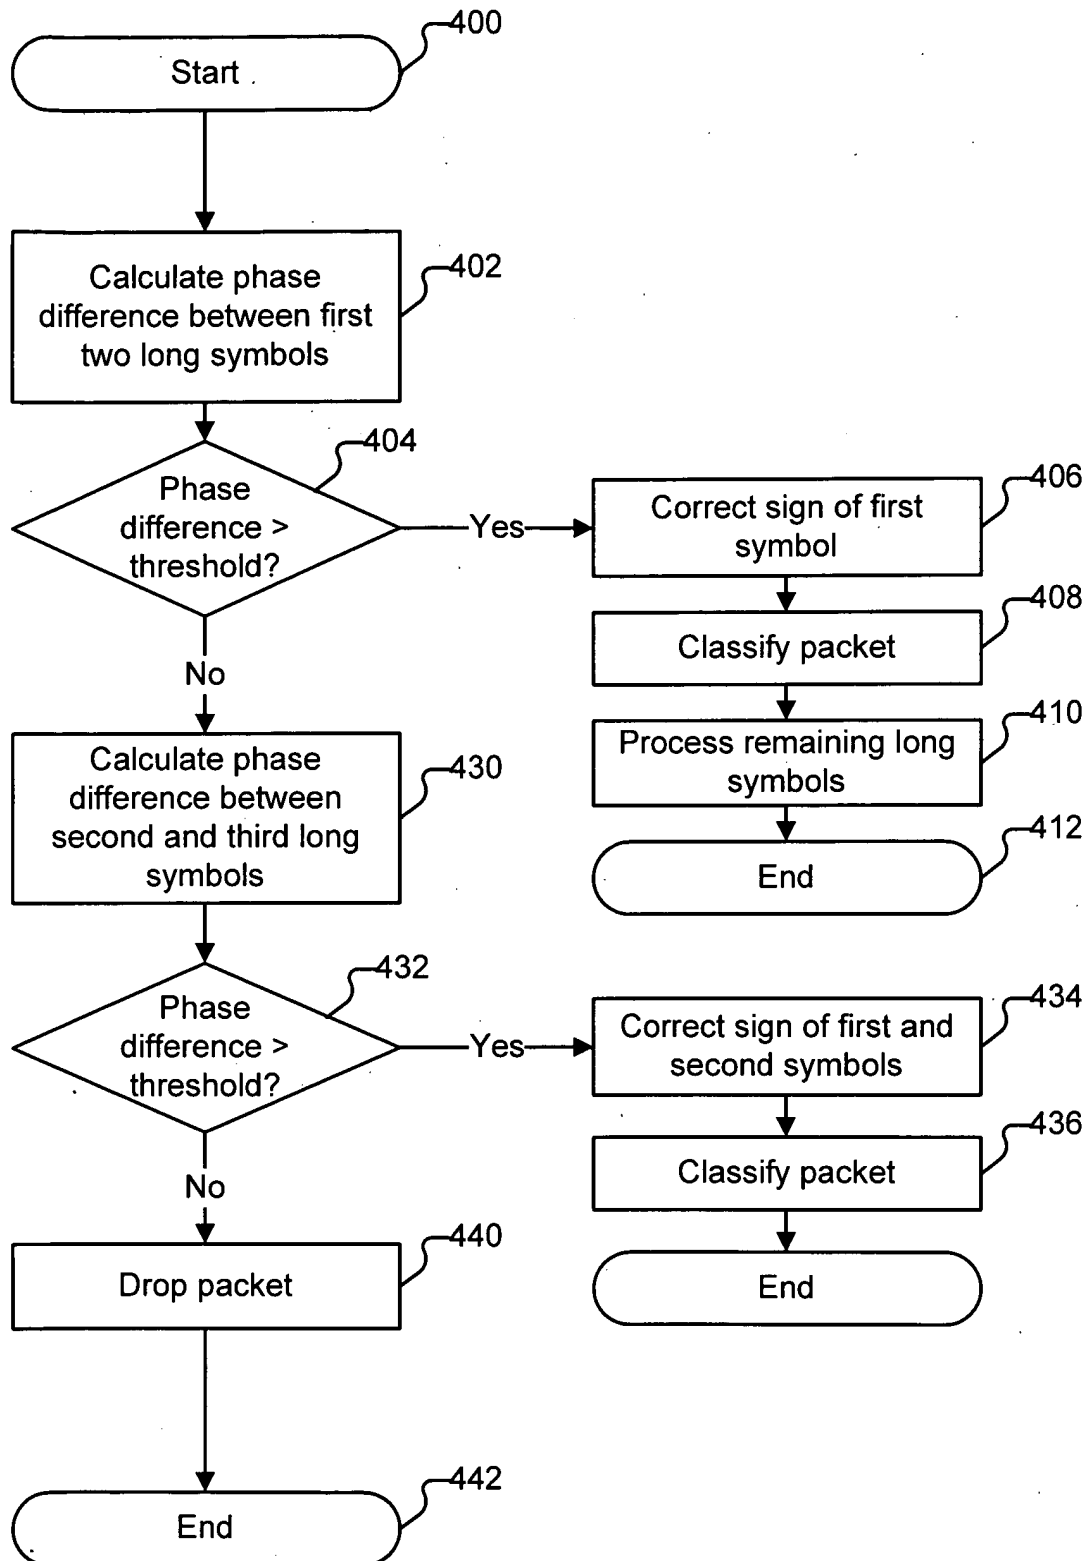 400
Start
Calculate phase
difference between first
two long symbols
402
404
Phase
difference >
threshold?
Yes
406
Correct sign of first
symbol
408
Classify packet
No
410
Process remaining long
symbols
Calculate phase
difference between
second and third long
symbols
430
412
End
432
Phase
difference >
threshold?
Yes
434
Correct sign of first and
second symbols
436
Classify packet
No
440
Drop packet
End
442
End